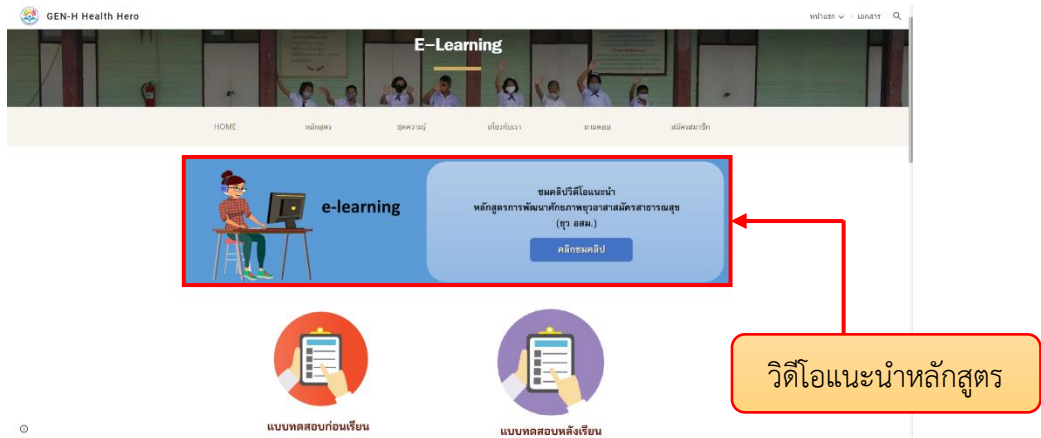 GEN-H Health Hero
หน้าแรก
เอกสาร
E-Learning
HOME
หลักสูตร
ชุดความรู้
เกี่ยวกับเรา
ถามตอบ
สมัครสมาชิก
e-learning
ชมคลิปวิดีโอแนะนำ
หลักสูตรการพัฒนาศักยภาพยุวอาสาสมัครสาธารณสุข
(ยุว อสม.)
คลิกชมคลิป
วิดีโอแนะนำหลักสูตร
แบบทดสอบก่อนเรียน
แบบทดสอบหลังเรียน